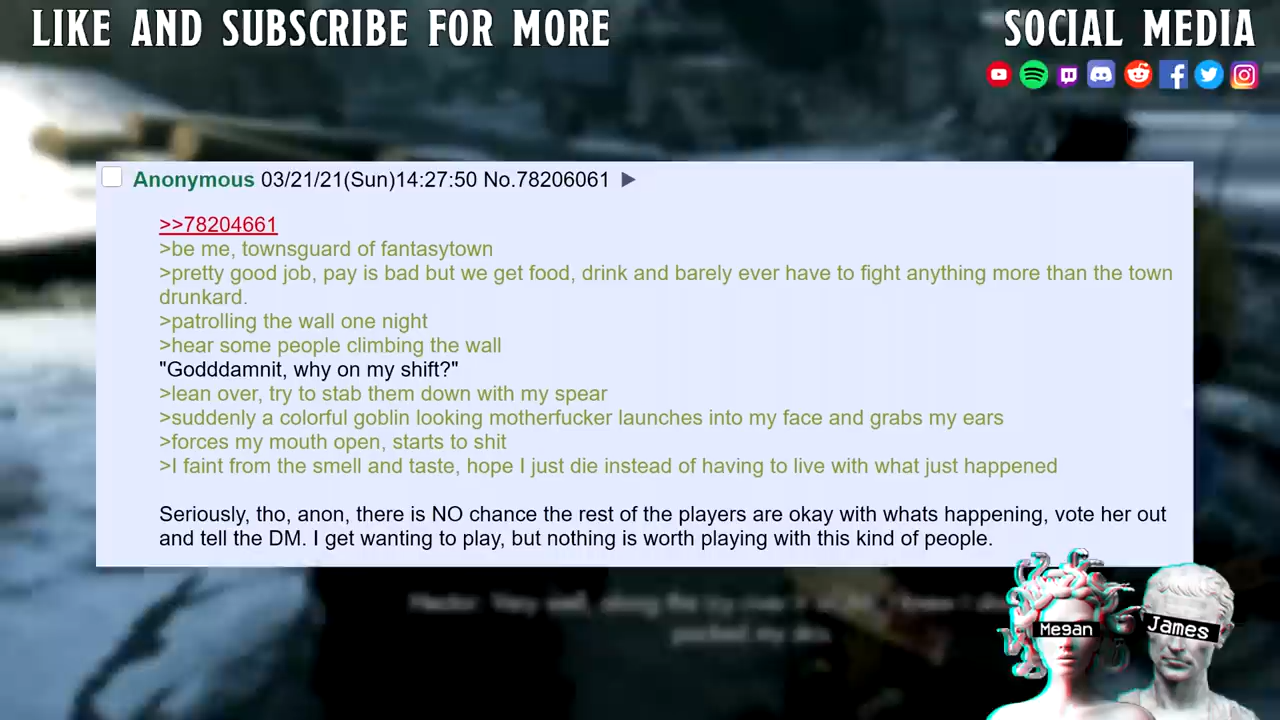 LIKE AND SUBSCRIBE FOR MORE
SOCIAL MEDIA
Anonymous 03/21/21(Sun)14:27:50 No.78206061
>>78204661
>be me, townsguard of fantasytown
>pretty good job, pay is bad but we get food, drink and barely ever have to fight anything more than the town
drunkard.
>patrolling the wall one night
>hear some people climbing the wall
"Godddamnit, why on my shift?"
>lean over, try to stab them down with my spear
>suddenly a colorful goblin looking motherfucker launches into my face and grabs my ears
>forces my mouth open, starts to shit
>I faint from the smell and taste, hope I just die instead of having to live with what just happened
Seriously, tho, anon, there is NO chance the rest of the players are okay with whats happening, vote her out
and tell the DM. I get wanting to play, but nothing is worth playing with this kind of people.
Hector: Very well, along the
packed my
Megan
James